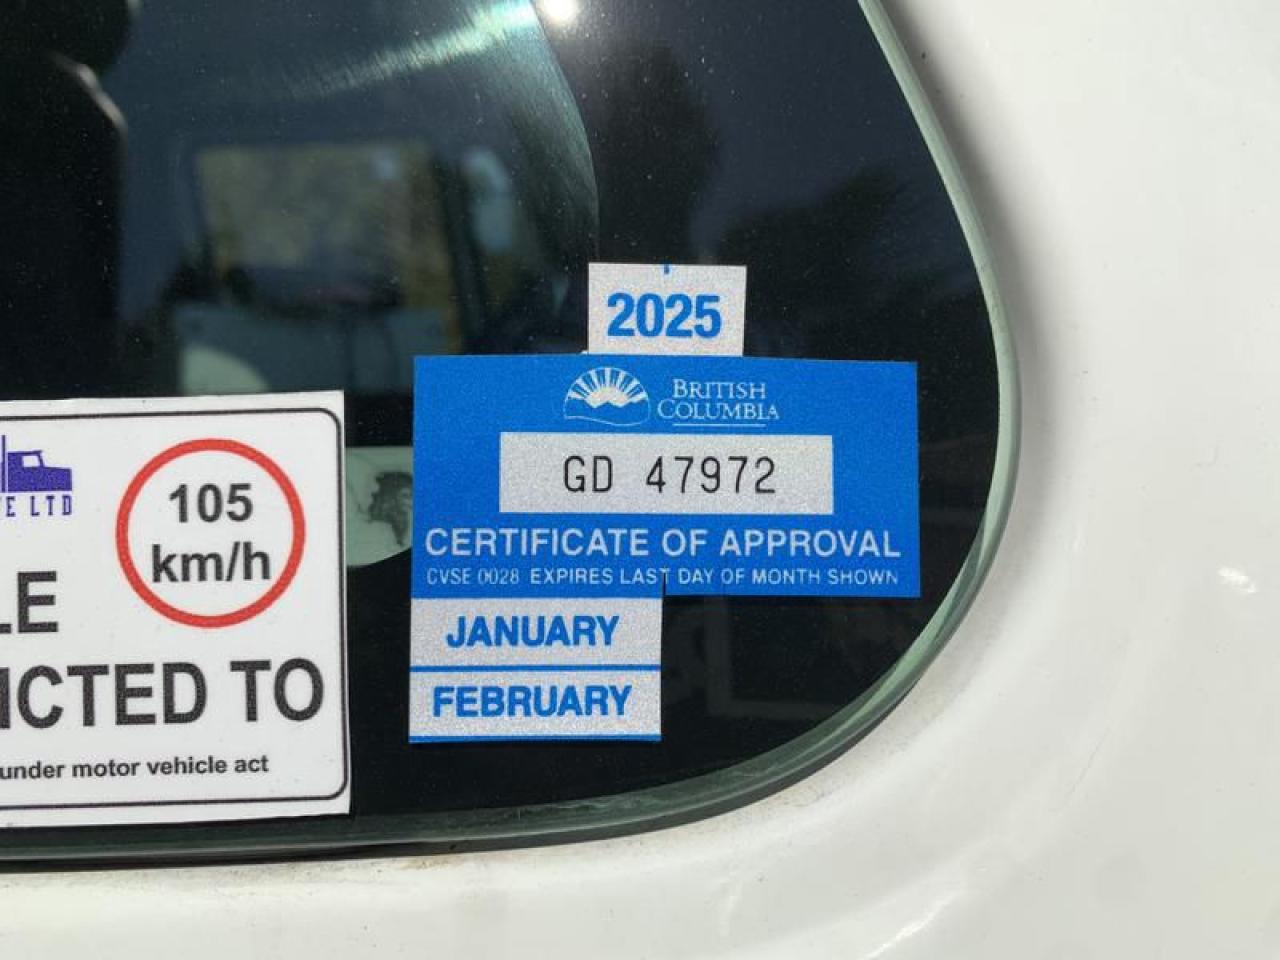 2025
BRITISH
COLUMBIA
GD 47972
CERTIFICATE OF APPROVAL
CVSE 0028 EXPIRES LAST DAY OF MONTH SHOWN
JANUARY
FEBRUARY
E LTD
105
km/h
LE
ICTED TO
under motor vehicle act